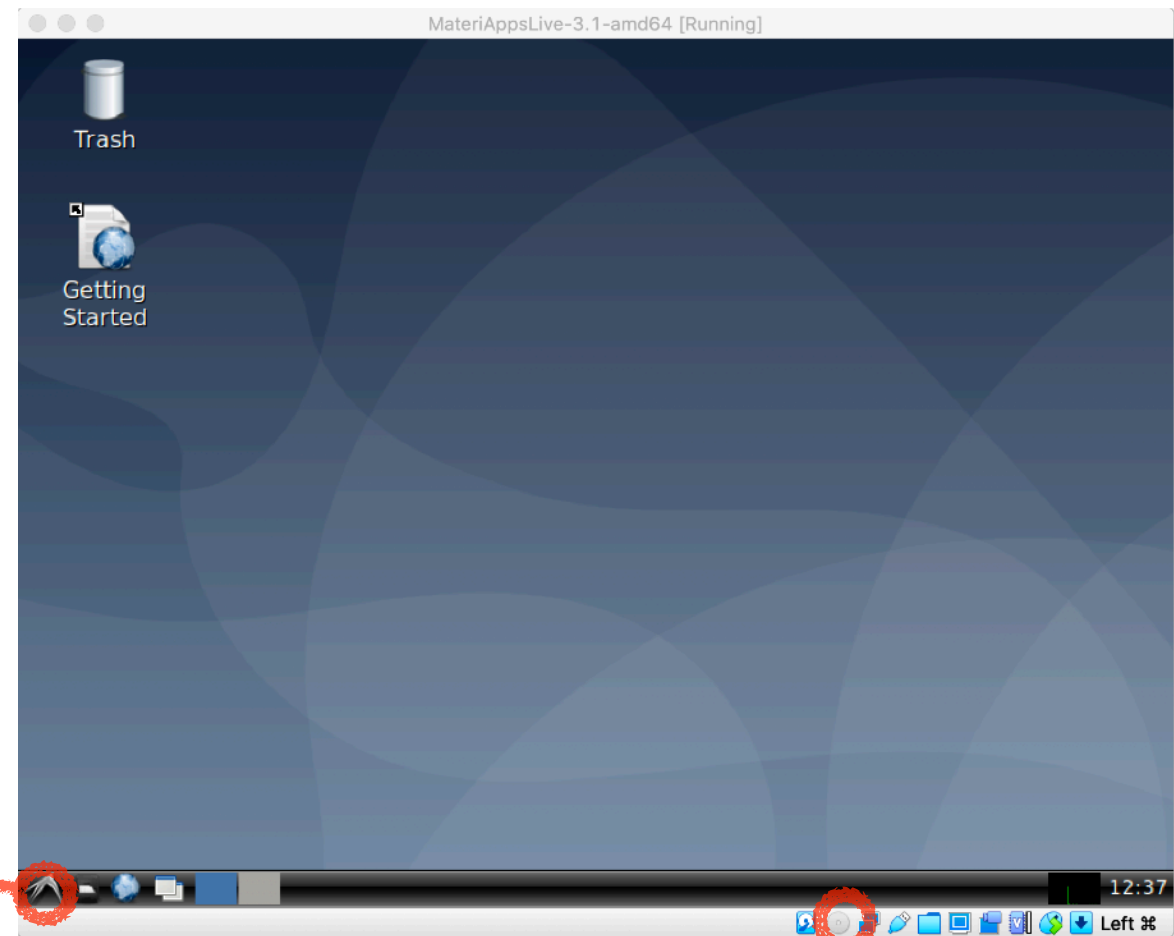 MateriAppsLive-3.1-amd64 [Running]
Trash
Getting
Started
12:37
Left ⌘